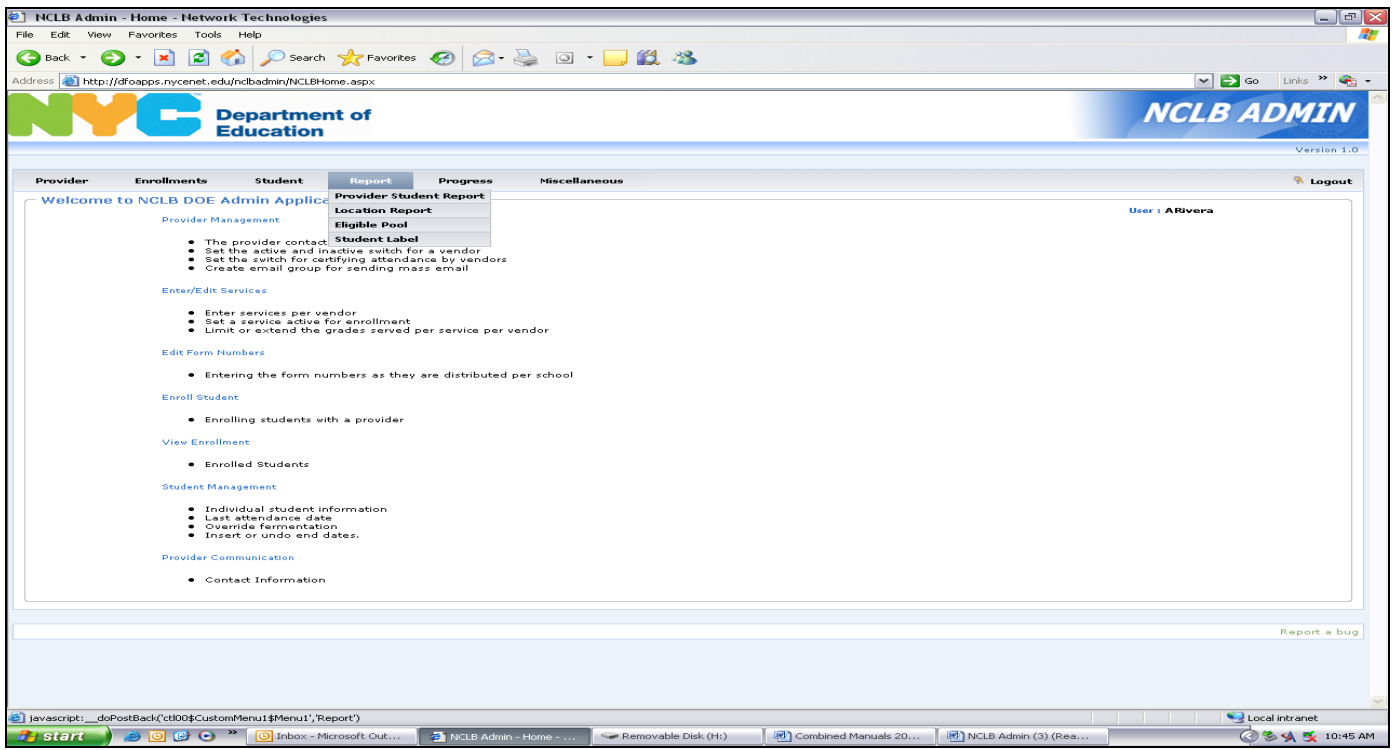 NCLB Admin - Home - Network Technologies
File Edit View Favorites Tools Help
Back Search Favorites
Address http://dfoapps.nycenet.edu/nclbadmin/NCLBHome.aspx Go Links »
NYC Department of Education NCLB ADMIN
Version 1.0
Provider Enrollments Student Report Progress Miscellaneous Logout
Provider Student Report
Location Report
Eligible Pool
Student Label
Welcome to NCLB DOE Admin Applica
User : ARivera
Provider Management
• The provider contact
• Set the active and inactive switch for a vendor
• Set the switch for certifying attendance by vendors
• Create email group for sending mass email
Enter/Edit Services
• Enter services per vendor
• Set a service active for enrollment
• Limit or extend the grades served per service per vendor
Edit Form Numbers
• Entering the form numbers as they are distributed per school
Enroll Student
• Enrolling students with a provider
View Enrollment
• Enrolled Students
Student Management
• Individual student information
• Last attendance date
• Override fermentation
• Insert or undo end dates.
Provider Communication
• Contact Information
Report a bug
javascript:__doPostBack('ctl00$CustomMenu1$Menu1','Report') Local intranet
start » Inbox - Microsoft Out... NCLB Admin - Home - ... Removable Disk (H:) Combined Manuals 20... NCLB Admin (3) (Rea... 10:45 AM